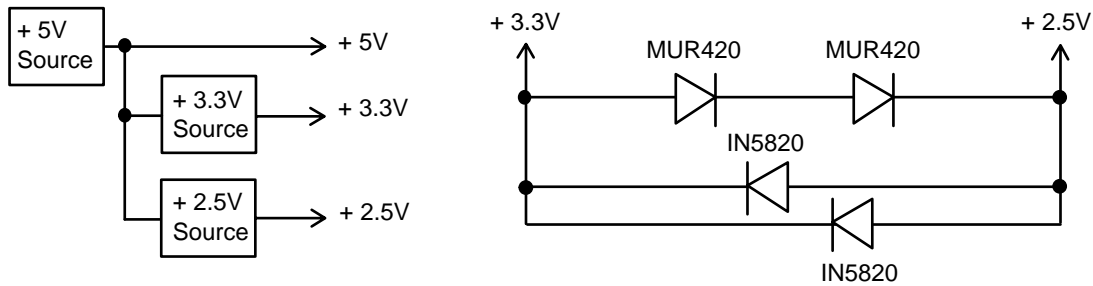 + 5V
Source
+ 5V
+ 3.3V
Source
+ 3.3V
+ 2.5V
Source
+ 2.5V
+ 3.3V
+ 2.5V
MUR420
MUR420
IN5820
IN5820